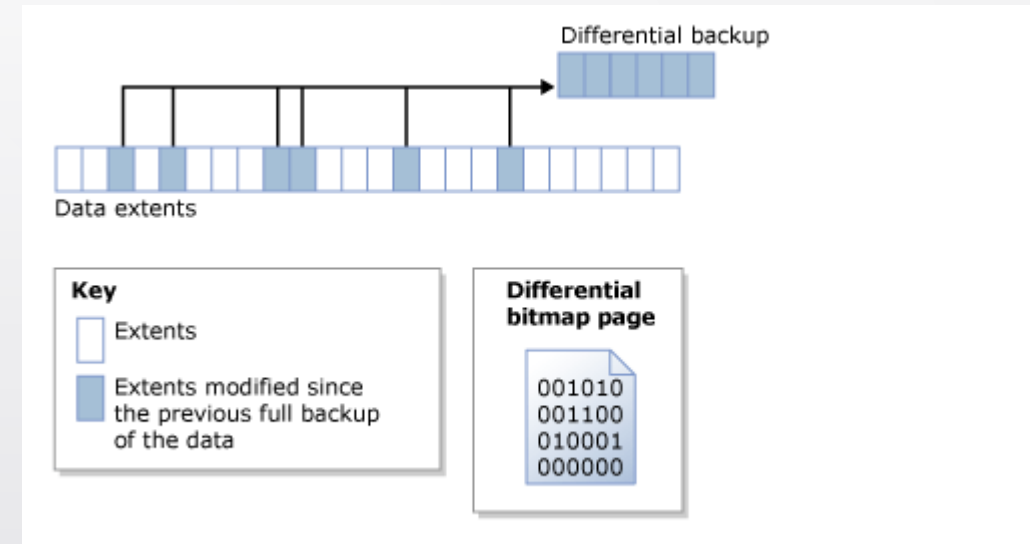 Differential backup
Data extents
Key
Extents
Extents modified since
the previous full backup
of the data
Differential
bitmap page
001010
001100
010001
000000